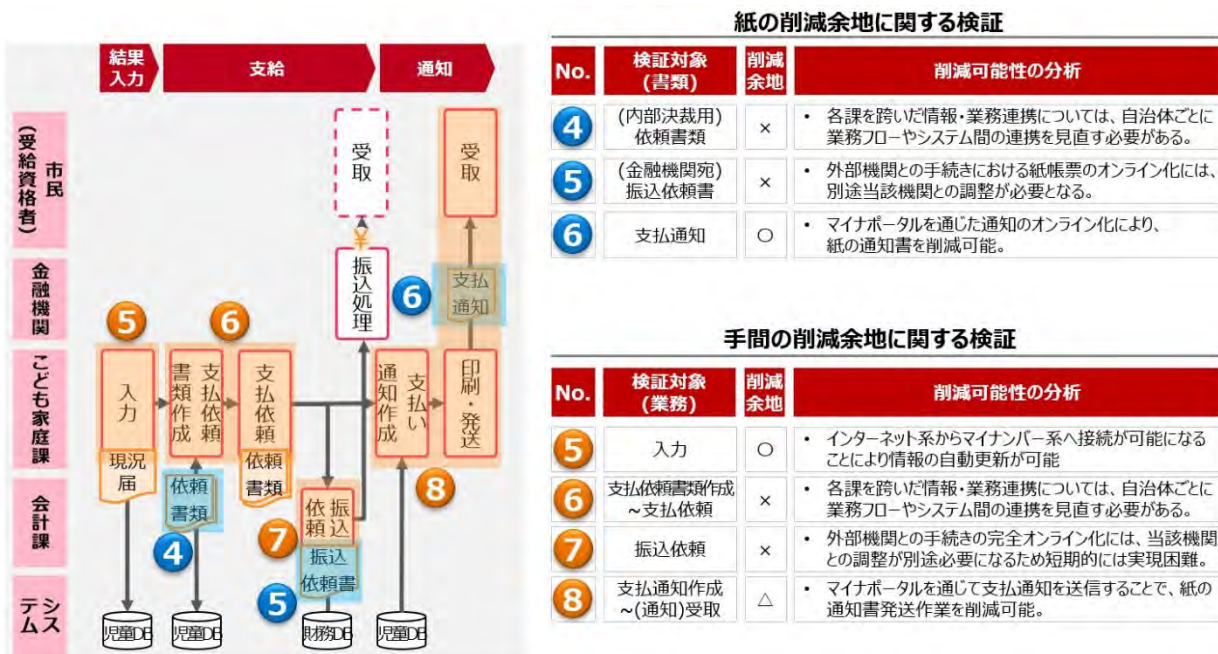 結果
入力
支給
通知
市民
(受給資格者)
金融機関
こども家庭課
会計課
システム
受取
受取
¥
振込処理
6
支払
通知
5
6
入力
支払依頼
書類作成
支払依頼
支払い
通知作成
印刷・発送
現況
届
依頼
書類
依頼
書類
4
7
振込
依頼
振込
依頼書
5
8
児童DB
児童DB
財務DB
児童DB
紙の削減余地に関する検証
No.
検証対象
(書類)
削減
余地
削減可能性の分析
4
(内部決裁用)
依頼書類
×
• 各課を跨いだ情報・業務連携については、自治体ごとに
業務フローやシステム間の連携を見直す必要がある。
5
(金融機関宛)
振込依頼書
×
• 外部機関との手続きにおける紙帳票のオンライン化には、
別途当該機関との調整が必要となる。
6
支払通知
○
• マイナポータルを通じた通知のオンライン化により、
紙の通知書を削減可能。
手間の削減余地に関する検証
No.
検証対象
(業務)
削減
余地
削減可能性の分析
5
入力
○
• インターネット系からマイナンバー系へ接続が可能になる
ことにより情報の自動更新が可能
6
支払依頼書類作成
~支払依頼
×
• 各課を跨いだ情報・業務連携については、自治体ごとに
業務フローやシステム間の連携を見直す必要がある。
7
振込依頼
×
• 外部機関との手続きの完全オンライン化には、当該機関
との調整が別途必要になるため短期的には実現困難。
8
支払通知作成
~(通知)受取
△
• マイナポータルを通じて支払通知を送信することで、紙の
通知書発送作業を削減可能。